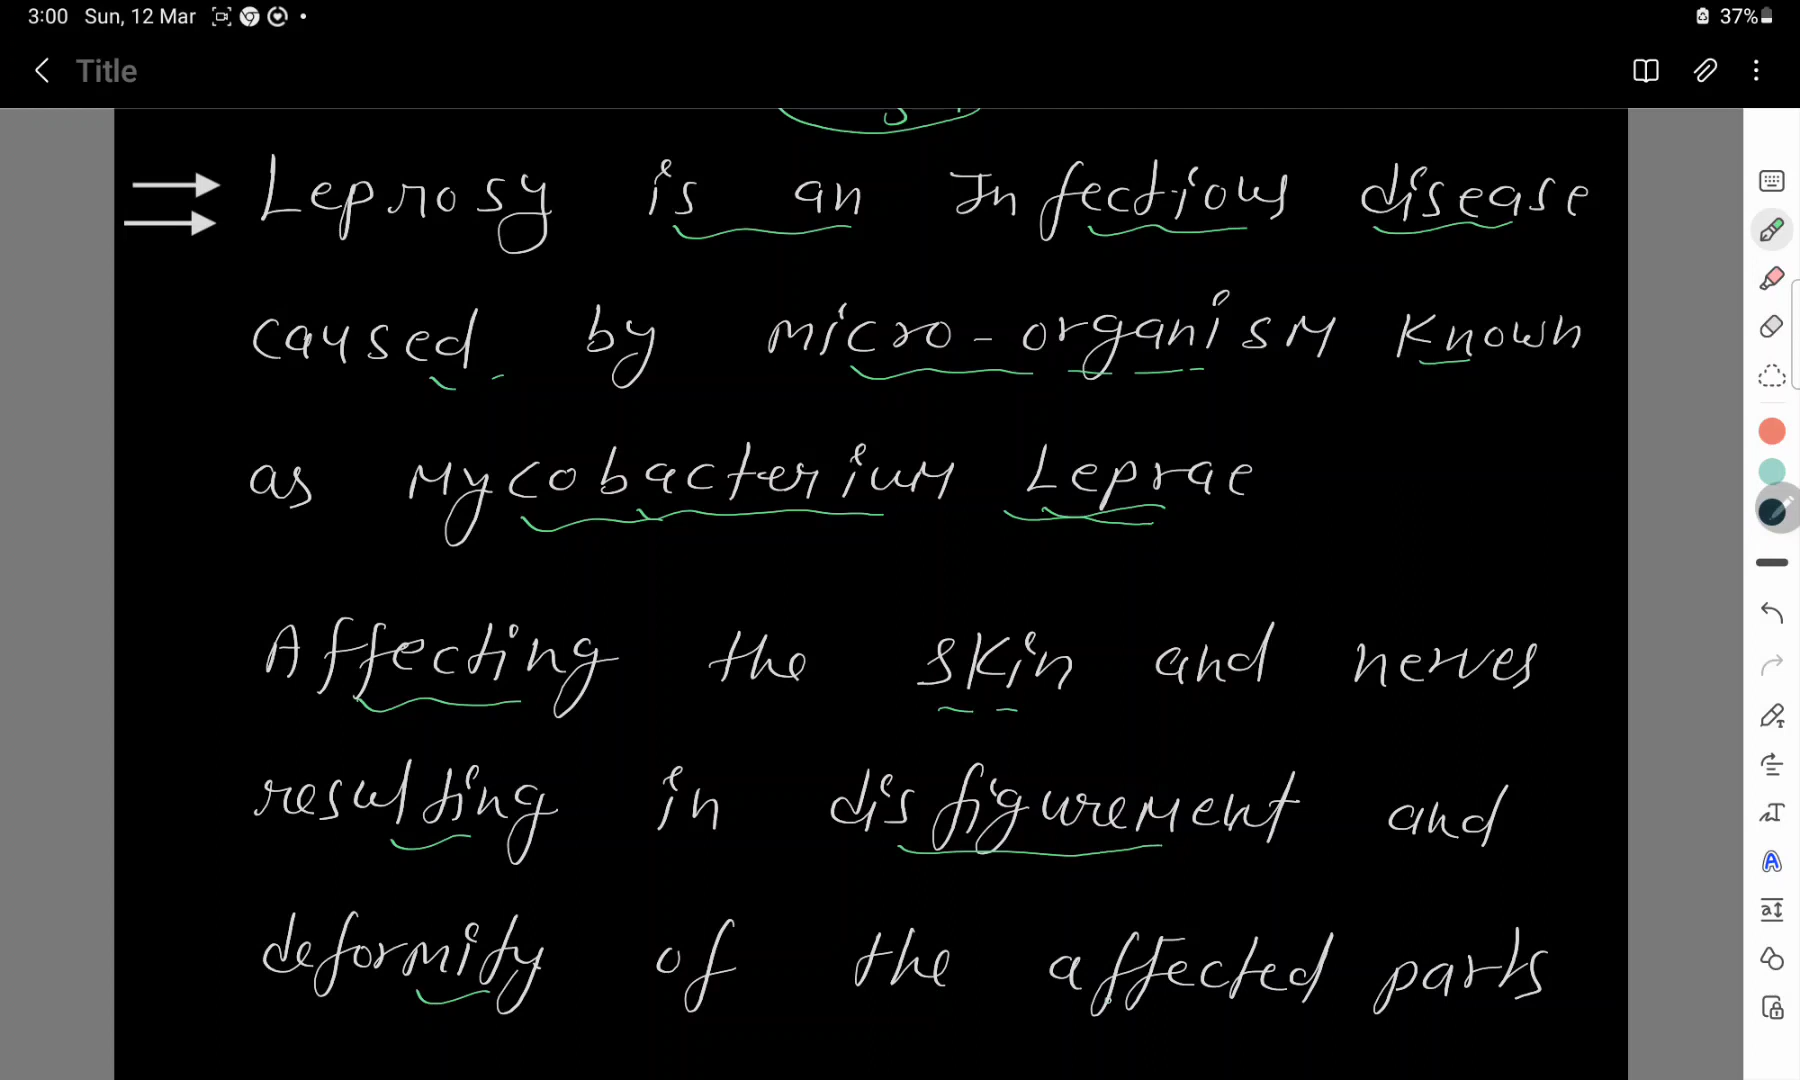 3:00 Sun, 12 Mar 37%
Title
Leprosy is an Infectious disease
caused by micro-organism known
as Mycobacterium Leprae
Affecting the skin and nerves
resulting in disfigurement and
deformity of the affected parts